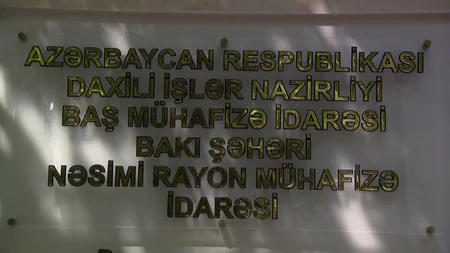 AZƏRBAYCAN RESPUBLİKASI
DAXİLİ İŞLƏR NAZİRLİYİ
BAŞ MÜHAFİZƏ İDARƏSİ
BAKI ŞƏHƏRİ
NƏSİMİ RAYON MÜHAFİZƏ
İDARƏSİ